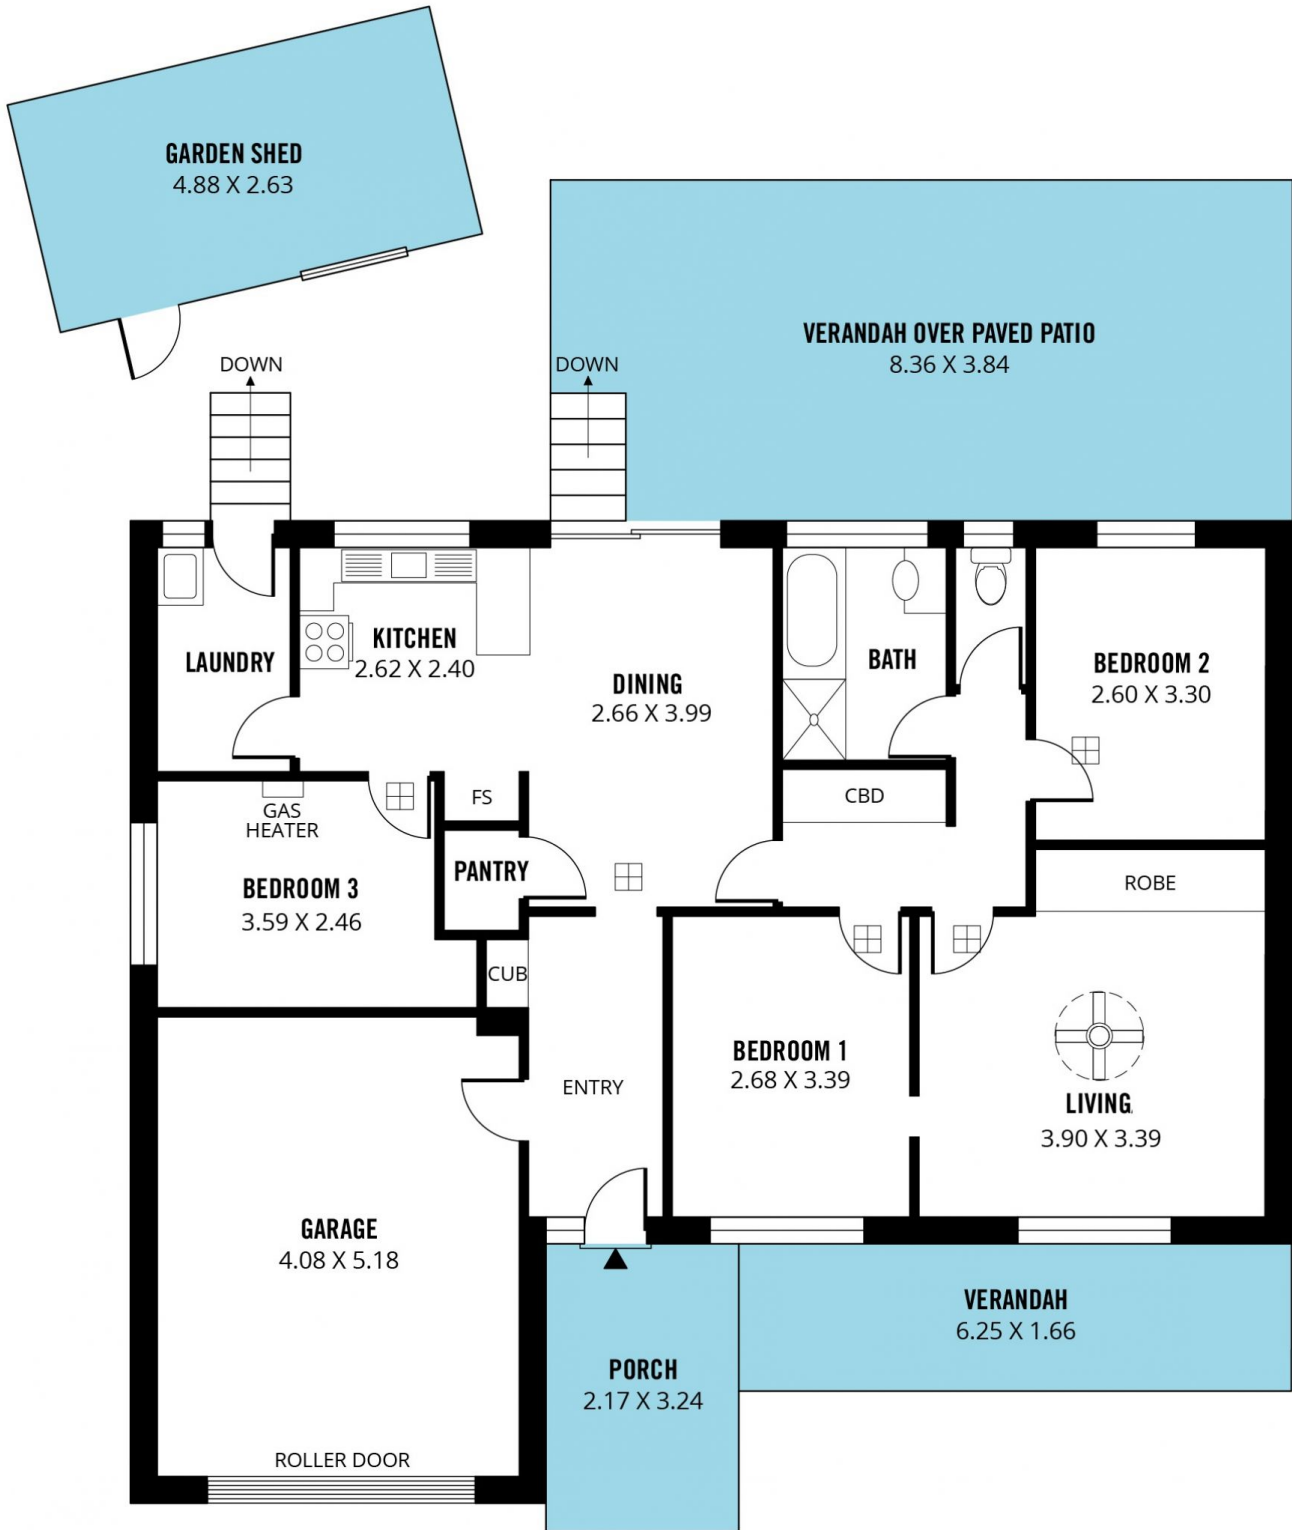 GARDEN SHED
4.88 X 2.63
VERANDAH OVER PAVED PATIO
8.36 X 3.84
DOWN
DOWN
LAUNDRY
KITCHEN
2.62 X 2.40
DINING
2.66 X 3.99
BATH
BEDROOM 2
2.60 X 3.30
GAS
HEATER
FS
CBD
PANTRY
BEDROOM 3
3.59 X 2.46
ROBE
CUB
ENTRY
BEDROOM 1
2.68 X 3.39
LIVING
3.90 X 3.39
GARAGE
4.08 X 5.18
VERANDAH
6.25 X 1.66
PORCH
2.17 X 3.24
ROLLER DOOR